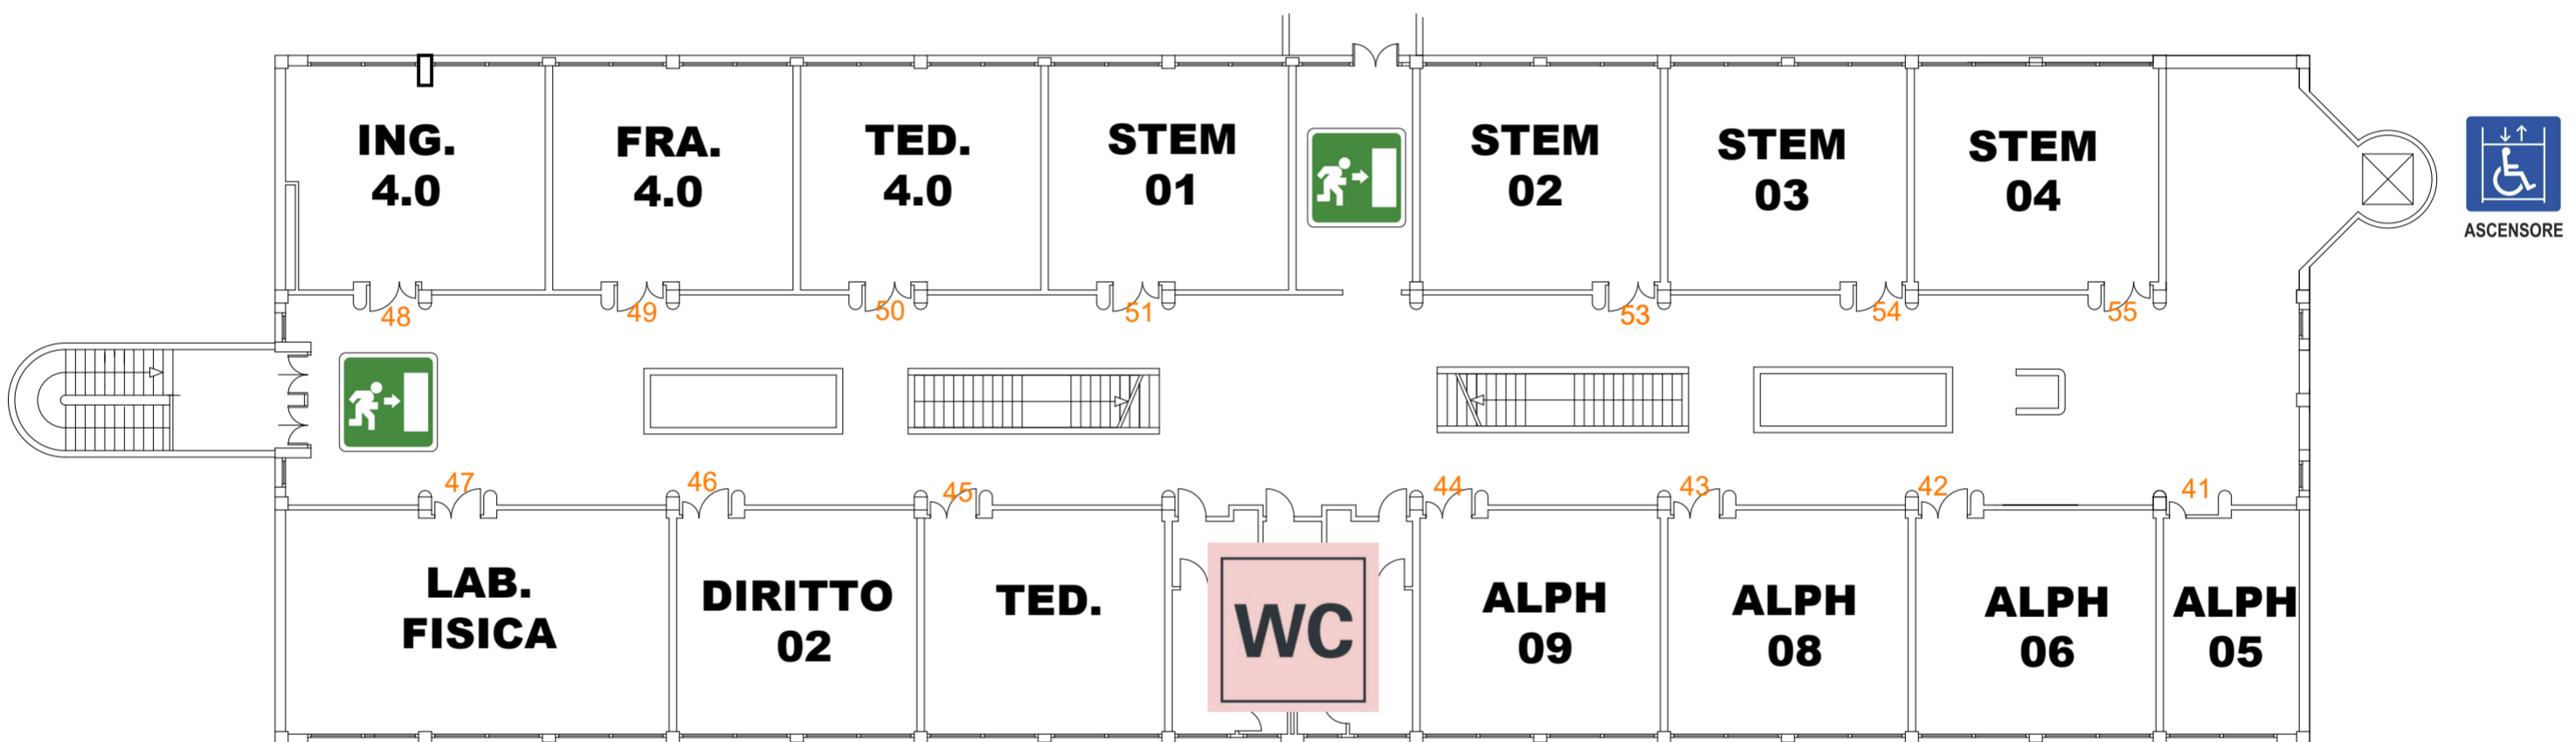 ING.
4.0
FRA.
4.0
TED.
4.0
STEM
01
STEM
02
STEM
03
STEM
04
ASCENSORE
48
49
50
51
53
54
55
47
46
45
44
43
42
41
LAB.
FISICA
DIRITTO
02
TED.
WC
ALPH
09
ALPH
08
ALPH
06
ALPH
05